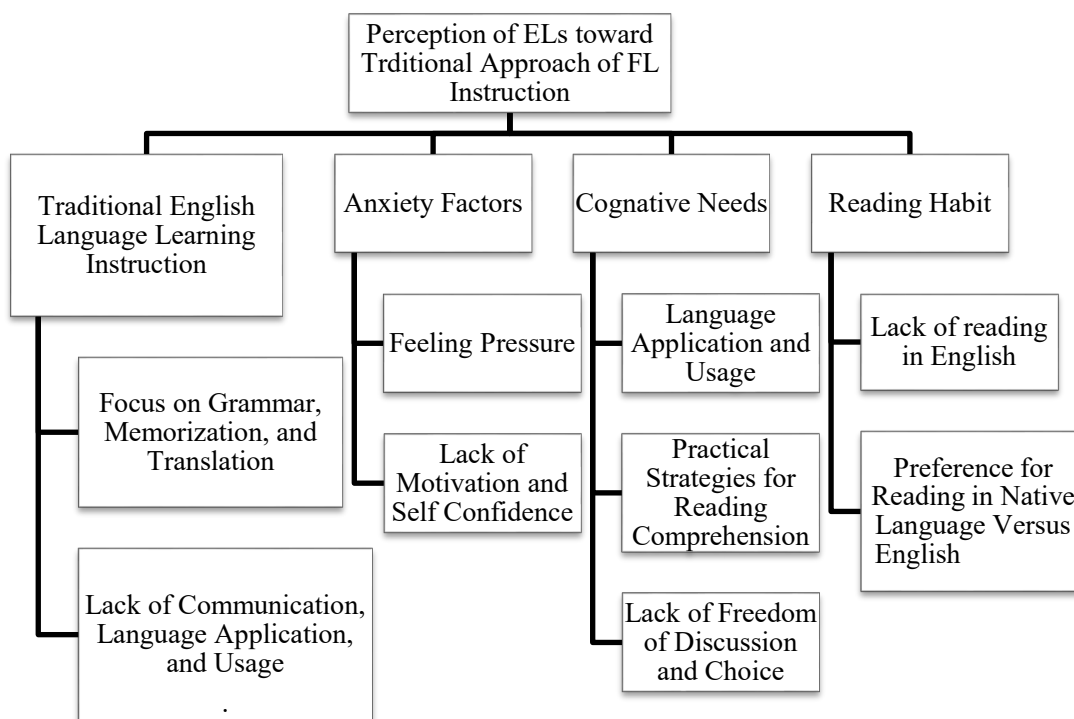 Perception of ELs toward
Trditional Approach of FL
Instruction
Traditional English
Language Learning
Instruction
Focus on Grammar,
Memorization, and
Translation
Lack of Communication,
Language Application,
and Usage
.
Anxiety Factors
Feeling Pressure
Lack of
Motivation and
Self Confidence
Cognative Needs
Language
Application and
Usage
Practical
Strategies for
Reading
Comprehension
Lack of Freedom
of Discussion
and Choice
Reading Habit
Lack of reading
in English
Preference for
Reading in Native
Language Versus
English